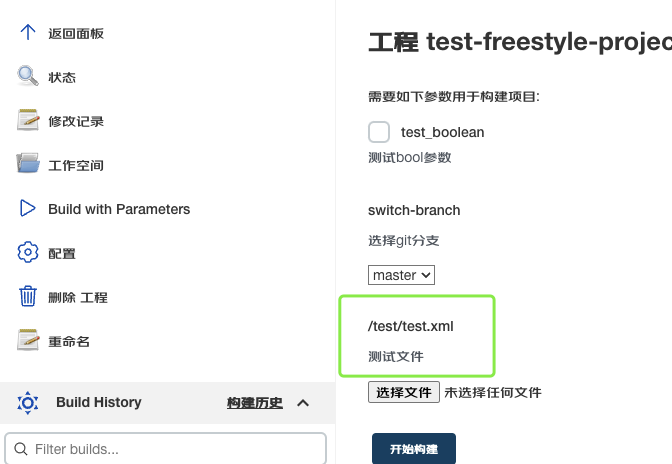 返回面板
状态
修改记录
工作空间
Build with Parameters
配置
删除 工程
重命名
Build History 构建历史
Filter builds...
工程 test-freestyle-projec
需要如下参数用于构建项目:
test_boolean
测试bool参数
switch-branch
选择git分支
master
/test/test.xml
测试文件
选择文件 未选择任何文件
开始构建